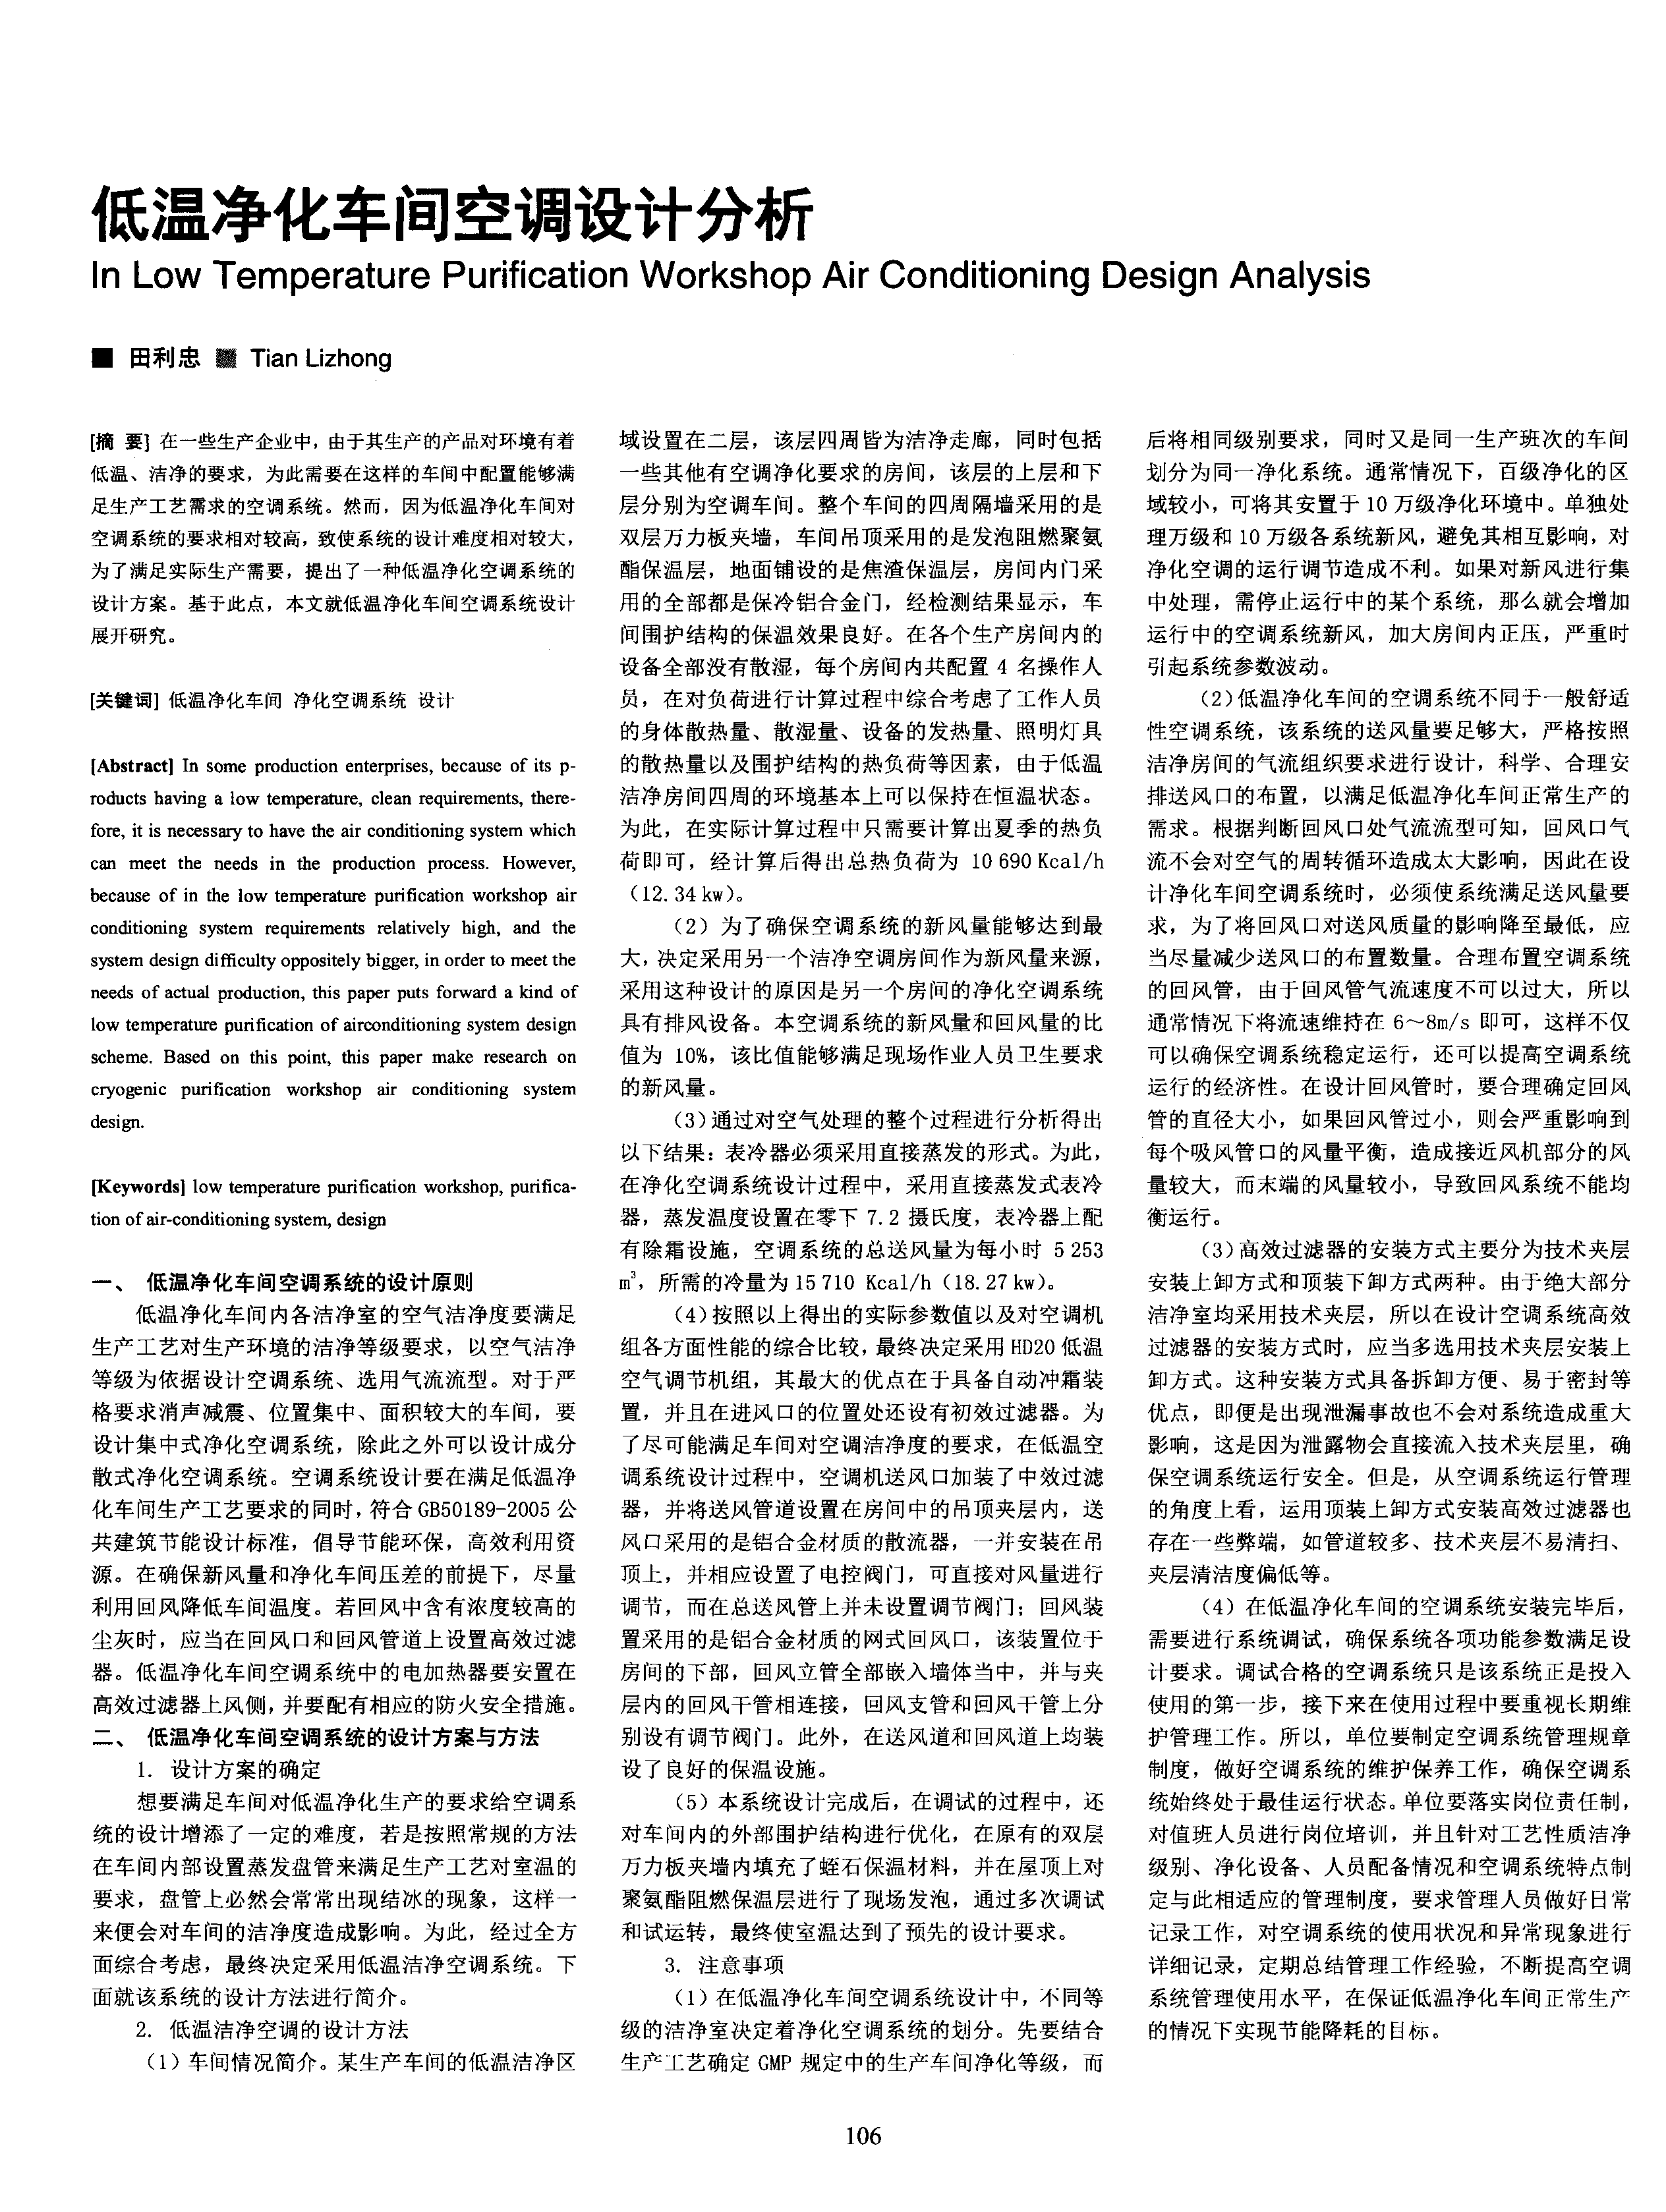 低温净化车间空调设计分析
In Low Temperature Purification Workshop Air Conditioning Design Analysis
■ 田利忠 ■ Tian Lizhong
[摘 要] 在一些生产企业中，由于其生产的产品对环境有着
低温、洁净的要求，为此需要在这样的车间中配置能够满
足生产工艺需求的空调系统。然而，因为低温净化车间对
空调系统的要求相对较高，致使系统的设计难度相对较大，
为了满足实际生产需要，提出了一种低温净化空调系统的
设计方案。基于此点，本文就低温净化车间空调系统设计
展开研究。
[关键词] 低温净化车间 净化空调系统 设计
[Abstract] In some production enterprises, because of its p-
roducts having a low temperature, clean requirements, there-
fore, it is necessary to have the air conditioning system which
can meet the needs in the production process. However,
because of in the low temperature purification workshop air
conditioning system requirements relatively high, and the
system design difficulty oppositely bigger, in order to meet the
needs of actual production, this paper puts forward a kind of
low temperature purification of airconditioning system design
scheme. Based on this point, this paper make research on
cryogenic purification workshop air conditioning system
design.
[Keywords] low temperature purification workshop, purifica-
tion of air-conditioning system, design
一、 低温净化车间空调系统的设计原则
低温净化车间内各洁净室的空气洁净度要满足
生产工艺对生产环境的洁净等级要求，以空气洁净
等级为依据设计空调系统、选用气流流型。对于严
格要求消声减震、位置集中、面积较大的车间，要
设计集中式净化空调系统，除此之外可以设计成分
散式净化空调系统。空调系统设计要在满足低温净
化车间生产工艺要求的同时，符合 GB50189-2005 公
共建筑节能设计标准，倡导节能环保，高效利用资
源。在确保新风量和净化车间压差的前提下，尽量
利用回风降低车间温度。若回风中含有浓度较高的
尘灰时，应当在回风口和回风管道上设置高效过滤
器。低温净化车间空调系统中的电加热器要安置在
高效过滤器上风侧，并要配有相应的防火安全措施。
二、 低温净化车间空调系统的设计方案与方法
1. 设计方案的确定
想要满足车间对低温净化生产的要求给空调系
统的设计增添了一定的难度，若是按照常规的方法
在车间内部设置蒸发盘管来满足生产工艺对室温的
要求，盘管上必然会常常出现结冰的现象，这样一
来便会对车间的洁净度造成影响。为此，经过全方
面综合考虑，最终决定采用低温洁净空调系统。下
面就该系统的设计方法进行简介。
2. 低温洁净空调的设计方法
（1）车间情况简介。某生产车间的低温洁净区
域设置在二层，该层四周皆为洁净走廊，同时包括
一些其他有空调净化要求的房间，该层的上层和下
层分别为空调车间。整个车间的四周隔墙采用的是
双层万力板夹墙，车间吊顶采用的是发泡阻燃聚氨
酯保温层，地面铺设的是焦渣保温层，房间内门采
用的全部都是保冷铝合金门，经检测结果显示，车
间围护结构的保温效果良好。在各个生产房间内的
设备全部没有散湿，每个房间内共配置 4 名操作人
员，在对负荷进行计算过程中综合考虑了工作人员
的身体散热量、散湿量、设备的发热量、照明灯具
的散热量以及围护结构的热负荷等因素，由于低温
洁净房间四周的环境基本上可以保持在恒温状态。
为此，在实际计算过程中只需要计算出夏季的热负
荷即可，经计算后得出总热负荷为 10 690 Kcal/h
（12.34 kw）。
（2）为了确保空调系统的新风量能够达到最
大，决定采用另一个洁净空调房间作为新风量来源，
采用这种设计的原因是另一个房间的净化空调系统
具有排风设备。本空调系统的新风量和回风量的比
值为 10%，该比值能够满足现场作业人员卫生要求
的新风量。
（3）通过对空气处理的整个过程进行分析得出
以下结果：表冷器必须采用直接蒸发的形式。为此，
在净化空调系统设计过程中，采用直接蒸发式表冷
器，蒸发温度设置在零下 7.2 摄氏度，表冷器上配
有除霜设施，空调系统的总送风量为每小时 5 253
m³，所需的冷量为 15 710 Kcal/h（18.27 kw）。
（4）按照以上得出的实际参数值以及对空调机
组各方面性能的综合比较，最终决定采用 HD20 低温
空气调节机组，其最大的优点在于具备自动冲霜装
置，并且在进风口的位置处还设有初效过滤器。为
了尽可能满足车间对空调洁净度的要求，在低温空
调系统设计过程中，空调机送风口加装了中效过滤
器，并将送风管道设置在房间中的吊顶夹层内，送
风口采用的是铝合金材质的散流器，一并安装在吊
顶上，并相应设置了电控阀门，可直接对风量进行
调节，而在总送风管上并未设置调节阀门；回风装
置采用的是铝合金材质的网式回风口，该装置位于
房间的下部，回风立管全部嵌入墙体当中，并与夹
层内的回风干管相连接，回风支管和回风干管上分
别设有调节阀门。此外，在送风道和回风道上均装
设了良好的保温设施。
（5）本系统设计完成后，在调试的过程中，还
对车间内的外部围护结构进行优化，在原有的双层
万力板夹墙内填充了蛭石保温材料，并在屋顶上对
聚氨酯阻燃保温层进行了现场发泡，通过多次调试
和试运转，最终使室温达到了预先的设计要求。
3. 注意事项
（1）在低温净化车间空调系统设计中，不同等
级的洁净室决定着净化空调系统的划分。先要结合
生产工艺确定 GMP 规定中的生产车间净化等级，而
后将相同级别要求，同时又是同一生产班次的车间
划分为同一净化系统。通常情况下，百级净化的区
域较小，可将其安置于 10 万级净化环境中。单独处
理万级和 10 万级各系统新风，避免其相互影响，对
净化空调的运行调节造成不利。如果对新风进行集
中处理，需停止运行中的某个系统，那么就会增加
运行中的空调系统新风，加大房间内正压，严重时
引起系统参数波动。
（2）低温净化车间的空调系统不同于一般舒适
性空调系统，该系统的送风量要足够大，严格按照
洁净房间的气流组织要求进行设计，科学、合理安
排送风口的布置，以满足低温净化车间正常生产的
需求。根据判断回风口处气流流型可知，回风口气
流不会对空气的周转循环造成太大影响，因此在设
计净化车间空调系统时，必须使系统满足送风量要
求，为了将回风口对送风质量的影响降至最低，应
当尽量减少送风口的布置数量。合理布置空调系统
的回风管，由于回风管气流速度不可以过大，所以
通常情况下将流速维持在 6～8m/s 即可，这样不仅
可以确保空调系统稳定运行，还可以提高空调系统
运行的经济性。在设计回风管时，要合理确定回风
管的直径大小，如果回风管过小，则会严重影响到
每个吸风管口的风量平衡，造成接近风机部分的风
量较大，而末端的风量较小，导致回风系统不能均
衡运行。
（3）高效过滤器的安装方式主要分为技术夹层
安装上卸方式和顶装下卸方式两种。由于绝大部分
洁净室均采用技术夹层，所以在设计空调系统高效
过滤器的安装方式时，应当多选用技术夹层安装上
卸方式。这种安装方式具备拆卸方便、易于密封等
优点，即便是出现泄漏事故也不会对系统造成重大
影响，这是因为泄露物会直接流入技术夹层里，确
保空调系统运行安全。但是，从空调系统运行管理
的角度上看，运用顶装上卸方式安装高效过滤器也
存在一些弊端，如管道较多、技术夹层不易清扫、
夹层清洁度偏低等。
（4）在低温净化车间的空调系统安装完毕后，
需要进行系统调试，确保系统各项功能参数满足设
计要求。调试合格的空调系统只是该系统正是投入
使用的第一步，接下来在使用过程中要重视长期维
护管理工作。所以，单位要制定空调系统管理规章
制度，做好空调系统的维护保养工作，确保空调系
统始终处于最佳运行状态。单位要落实岗位责任制，
对值班人员进行岗位培训，并且针对工艺性质洁净
级别、净化设备、人员配备情况和空调系统特点制
定与此相适应的管理制度，要求管理人员做好日常
记录工作，对空调系统的使用状况和异常现象进行
详细记录，定期总结管理工作经验，不断提高空调
系统管理使用水平，在保证低温净化车间正常生产
的情况下实现节能降耗的目标。
106